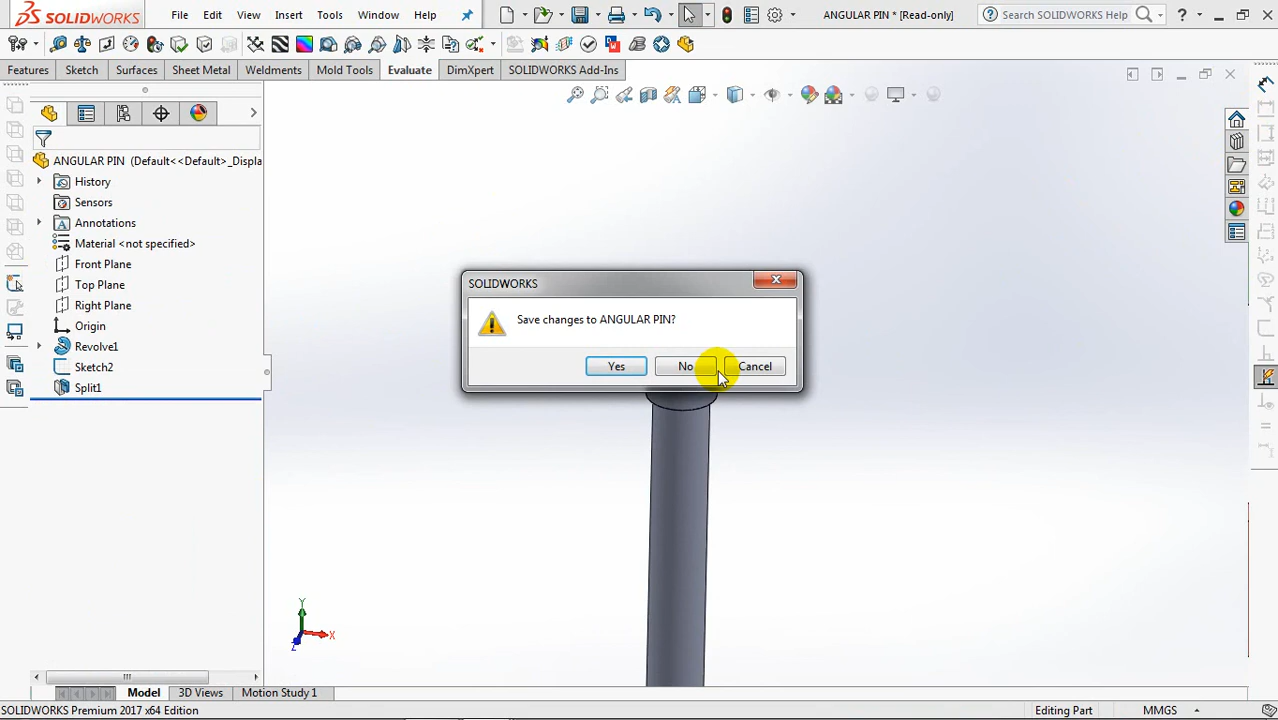 SOLIDWORKS File Edit View Insert Tools Window Help ANGULAR PIN * [Read-only] Search SOLIDWORKS Help ?
Features Sketch Surfaces Sheet Metal Weldments Mold Tools Evaluate DimXpert SOLIDWORKS Add-Ins
ANGULAR PIN (Default<<Default>_Displa
History
Sensors
Annotations
Material <not specified>
Front Plane
Top Plane
Right Plane
Origin
Revolve1
Sketch2
Split1
SOLIDWORKS
Save changes to ANGULAR PIN?
Yes No Cancel
Y
X
Z
Model 3D Views Motion Study 1
SOLIDWORKS Premium 2017 x64 Edition Editing Part MMGS